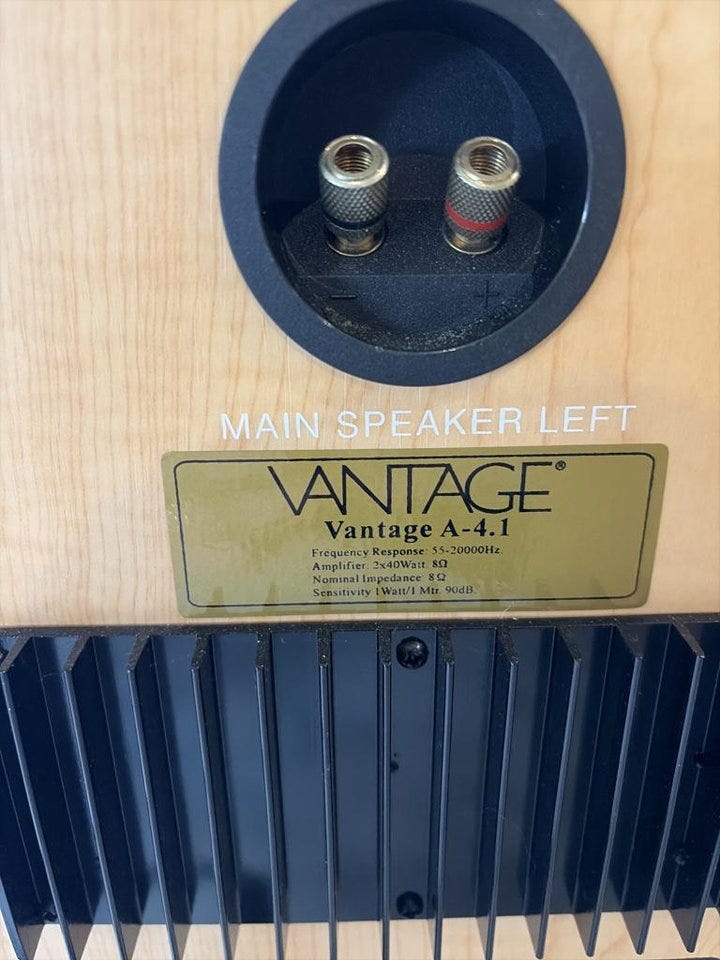 − +
MAIN SPEAKER LEFT
VANTAGE®
Vantage A-4.1
Frequency Response: 55-20000Hz.
Amplifier: 2x40Watt. 8Ω
Nominal Impedance: 8Ω
Sensitivity 1Watt/1 Mtr. 90dB.